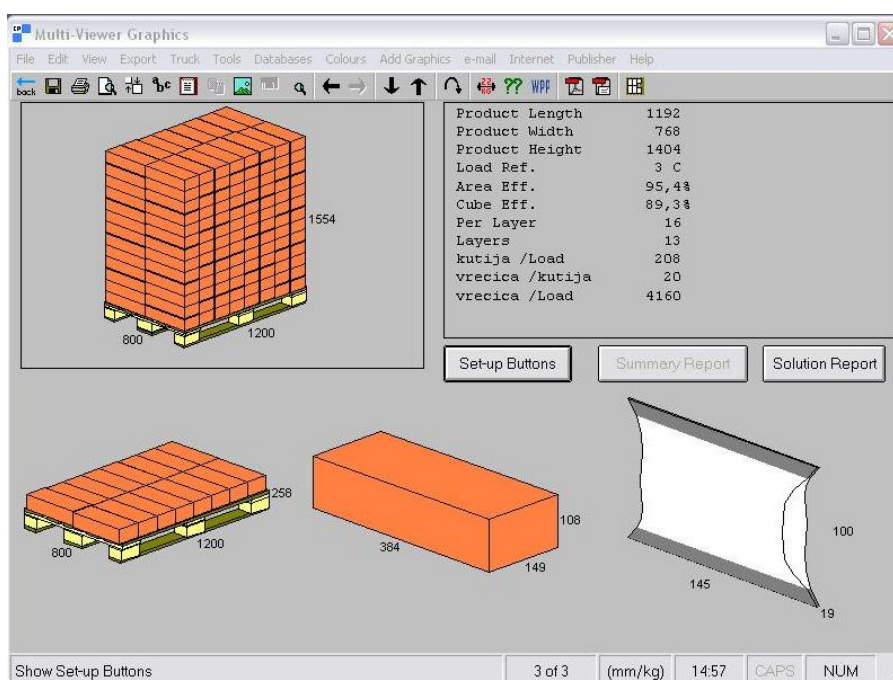 Multi-Viewer Graphics
File Edit View Export Truck Tools Databases Colours Add Graphics e-mail Internet Publisher Help
back abc ?? WPF
Product Length 1192
Product Width 768
Product Height 1404
Load Ref. 3 C
Area Eff. 95,4%
Cube Eff. 89,3%
Per Layer 16
Layers 13
kutija /Load 208
vrecica /kutija 20
vrecica /Load 4160
1554
800
1200
Set-up Buttons Summary Report Solution Report
258
800
1200
108
384
149
100
145
19
Show Set-up Buttons 3 of 3 (mm/kg) 14:57 CAPS NUM